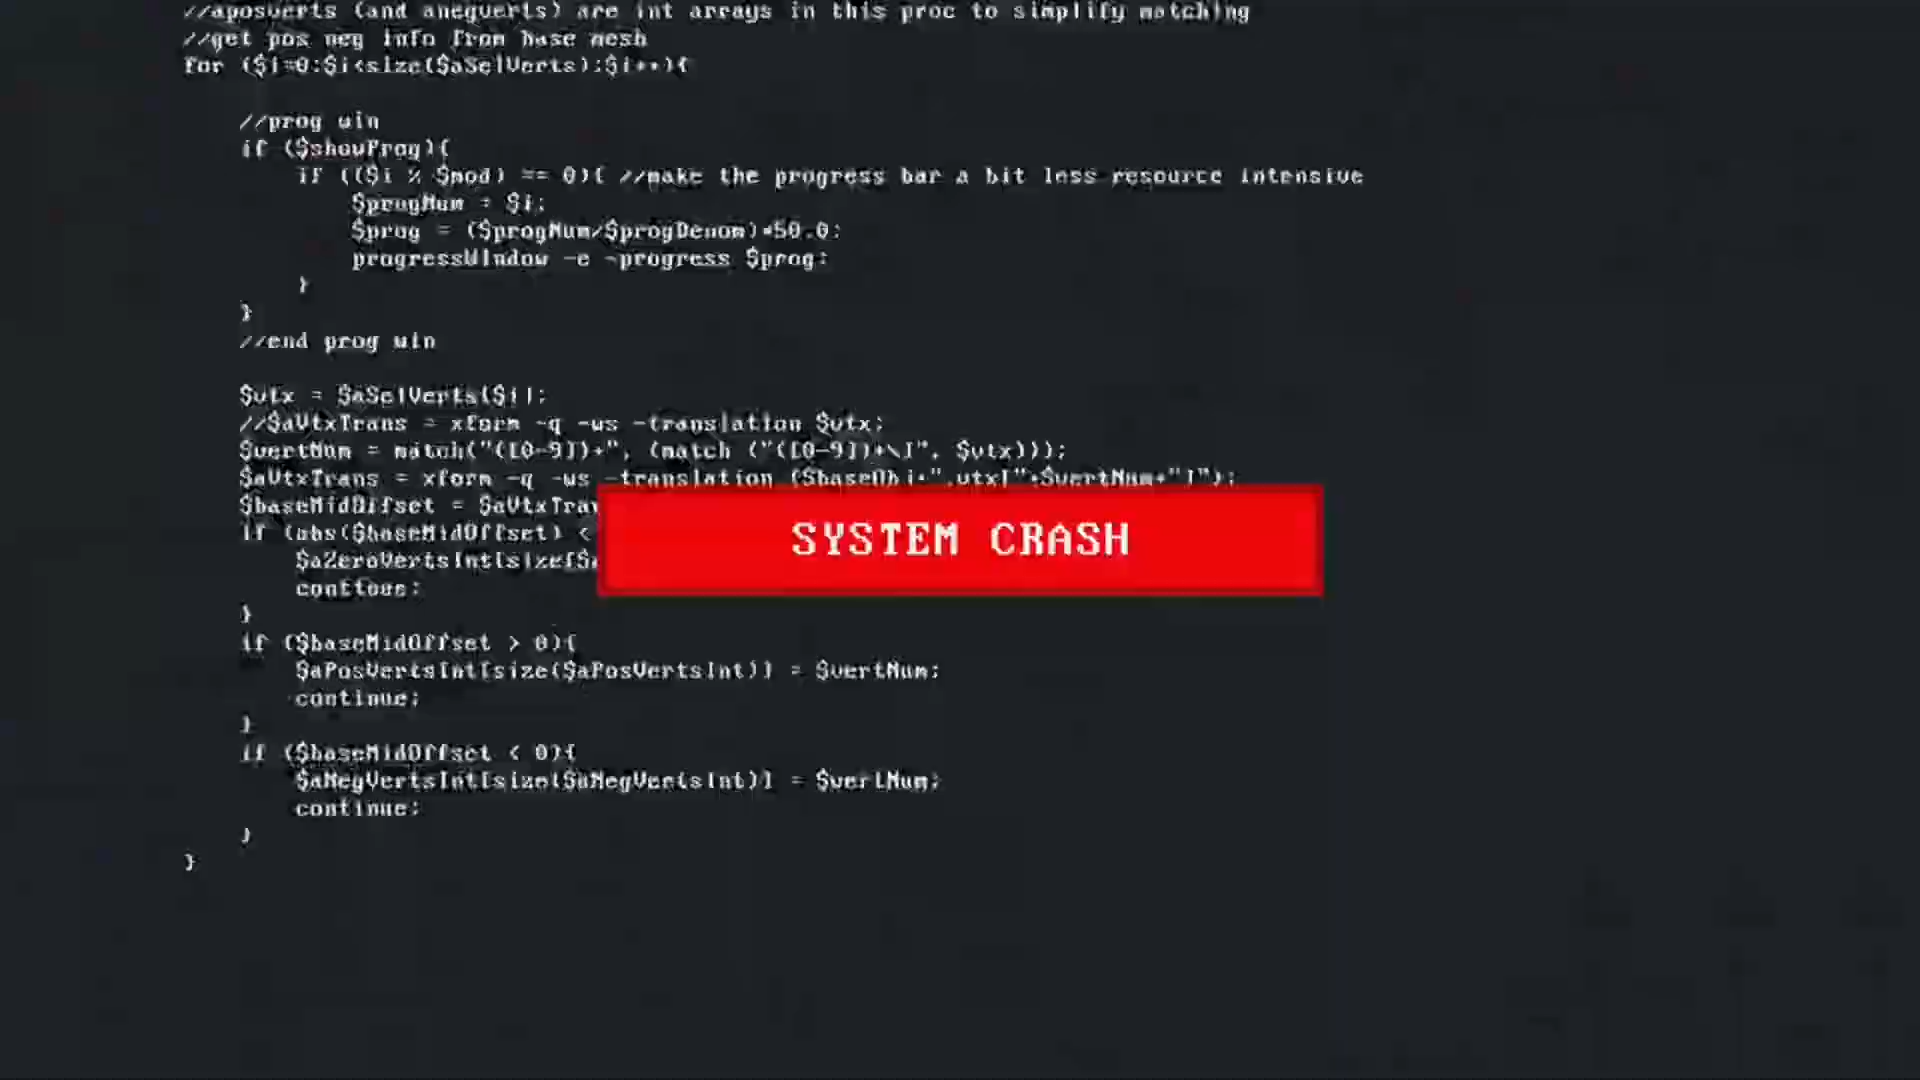 //aposverts (and anegverts) are int arrays in this proc to simplify matching
//get pos neg info from base mesh
for ($i=0;$i<size($aSelVerts);$i++){
//prog win
if ($showProg){
if (($i % $mod) == 0){ //make the progress bar a bit less resource intensive
$progNum = $i;
$prog = ($progNum/$progDenom)*50.0;
progressWindow -e -progress $prog;
}
}
//end prog win
$vtx = $aSelVerts[$i];
//$aVtxTrans = xform -q -ws -translation $vtx;
$vertNum = match("([0-9])+", (match ("([0-9])+\]", $vtx)));
$aVtxTrans = xform -q -ws -translation ($baseObj+".vtx["+$vertNum+"]");
$baseMidOffset = $aVtxTran
if (abs($baseMidOffset) <
SYSTEM CRASH
$aZeroVertsInt[size($a
continue;
}
if ($baseMidOffset > 0){
$aPosVertsInt[size($aPosVertsInt)] = $vertNum;
continue;
}
if ($baseMidOffset < 0){
$aNegVertsInt[size($aNegVertsInt)] = $vertNum;
continue;
}
}